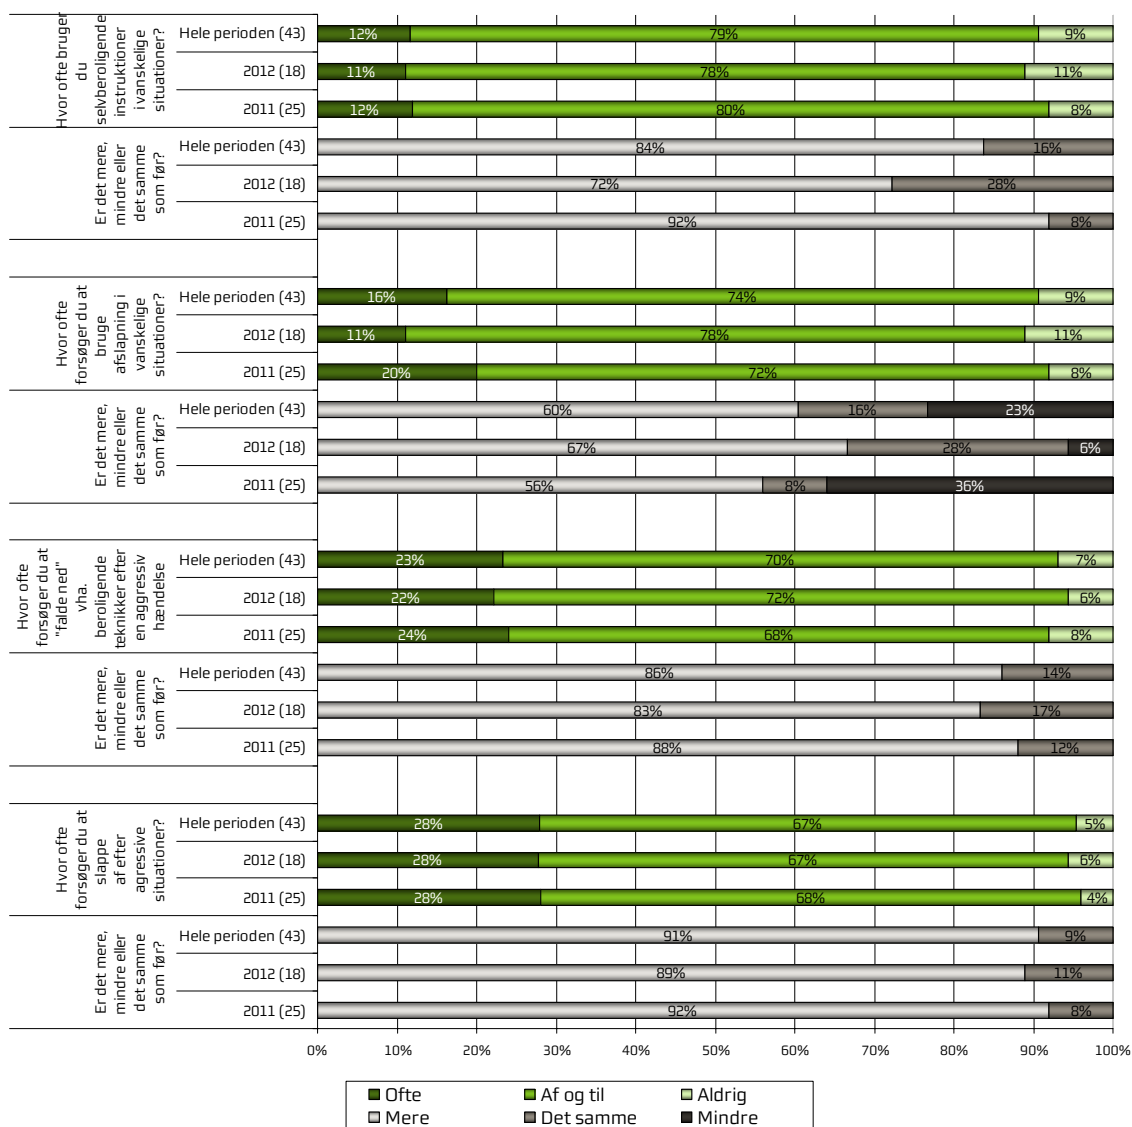 Hvor ofte bruger
du
selvberoligende
instruktioner
i vanskelige
situationer?
Hele perioden (43)
12%
79%
9%
2012 (18)
11%
78%
11%
2011 (25)
12%
80%
8%
Er det mere,
mindre eller
det samme
som før?
Hele perioden (43)
84%
16%
2012 (18)
72%
28%
2011 (25)
92%
8%
Hvor ofte
forsøger du at
bruge
afslapning i
vanskelige
situationer?
Hele perioden (43)
16%
74%
9%
2012 (18)
11%
78%
11%
2011 (25)
20%
72%
8%
Er det mere,
mindre eller
det samme
som før?
Hele perioden (43)
60%
16%
23%
2012 (18)
67%
28%
6%
2011 (25)
56%
8%
36%
Hvor ofte
forsøger du at
"falde ned"
vha.
beroligende
teknikker efter
en aggressiv
hændelse
Hele perioden (43)
23%
70%
7%
2012 (18)
22%
72%
6%
2011 (25)
24%
68%
8%
Er det mere,
mindre eller
det samme
som før?
Hele perioden (43)
86%
14%
2012 (18)
83%
17%
2011 (25)
88%
12%
Hvor ofte
forsøger du at
slappe
af efter
agressive
situationer?
Hele perioden (43)
28%
67%
5%
2012 (18)
28%
67%
6%
2011 (25)
28%
68%
4%
Er det mere,
mindre eller
det samme
som før?
Hele perioden (43)
91%
9%
2012 (18)
89%
11%
2011 (25)
92%
8%
0% 10% 20% 30% 40% 50% 60% 70% 80% 90% 100%
Ofte Af og til Aldrig
Mere Det samme Mindre